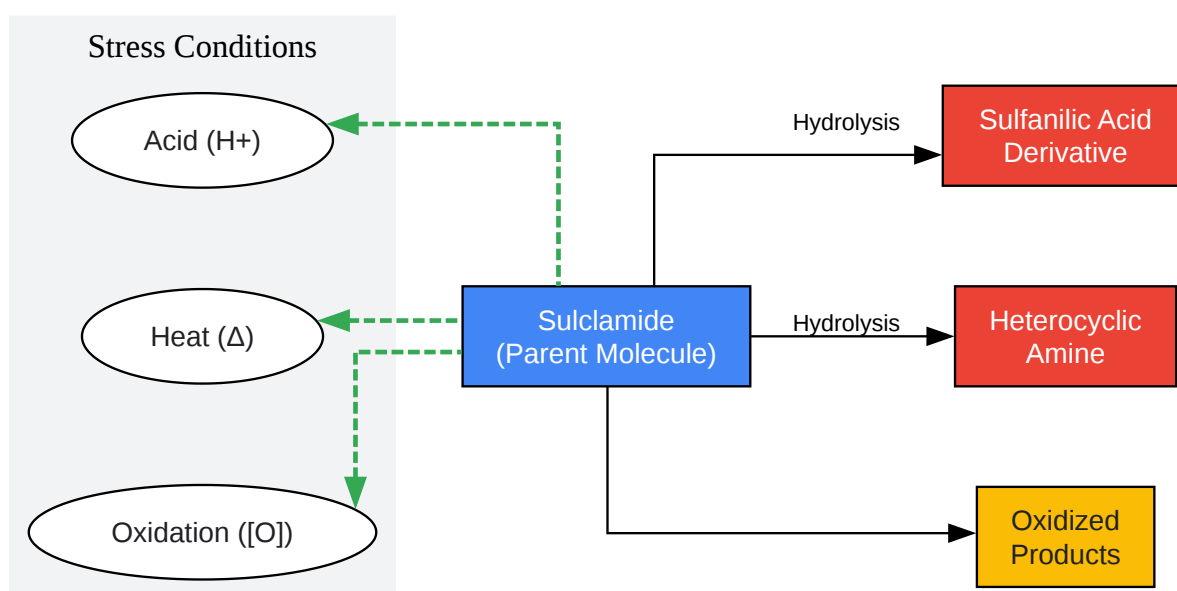 Stress Conditions
Acid (H+)
Heat (Δ)
Oxidation ([O])
Sulclamide
(Parent Molecule)
Hydrolysis
Sulfanilic Acid
Derivative
Hydrolysis
Heterocyclic
Amine
Oxidized
Products